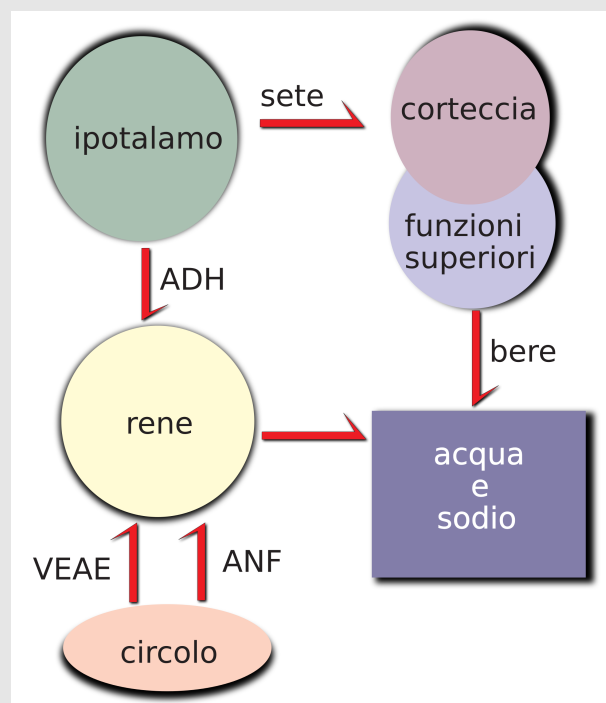 sete
corteccia
ipotalamo
funzioni
superiori
ADH
bere
rene
acqua
e
sodio
VEAE
ANF
circolo